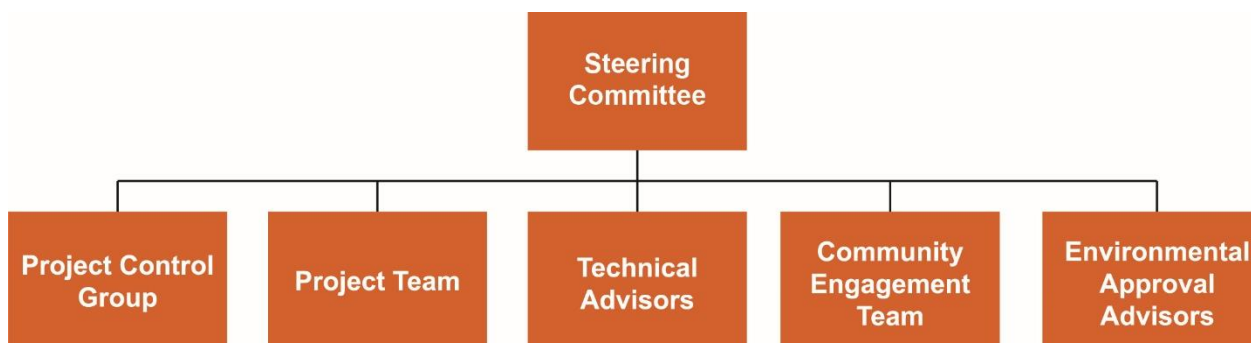 Steering
Committee
Project Control
Group
Project Team
Technical
Advisors
Community
Engagement
Team
Environmental
Approval
Advisors